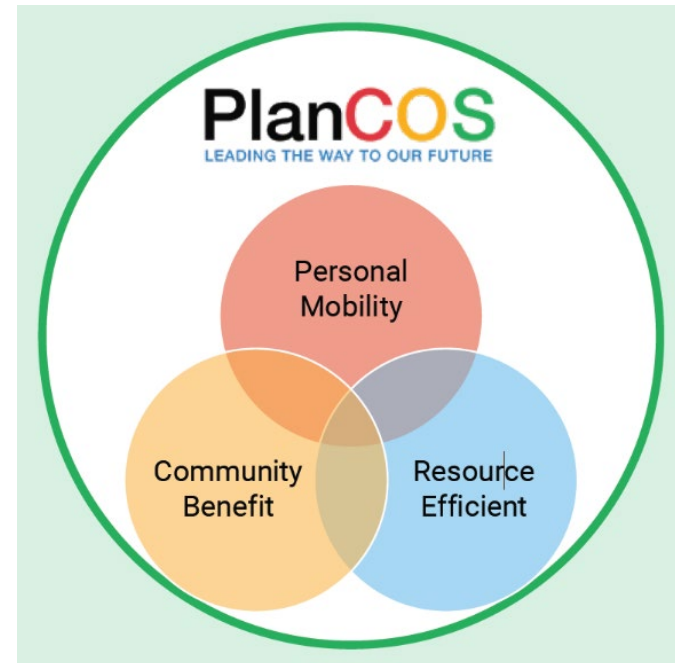 PlanCOS
LEADING THE WAY TO OUR FUTURE
Personal
Mobility
Community
Benefit
Resource
Efficient